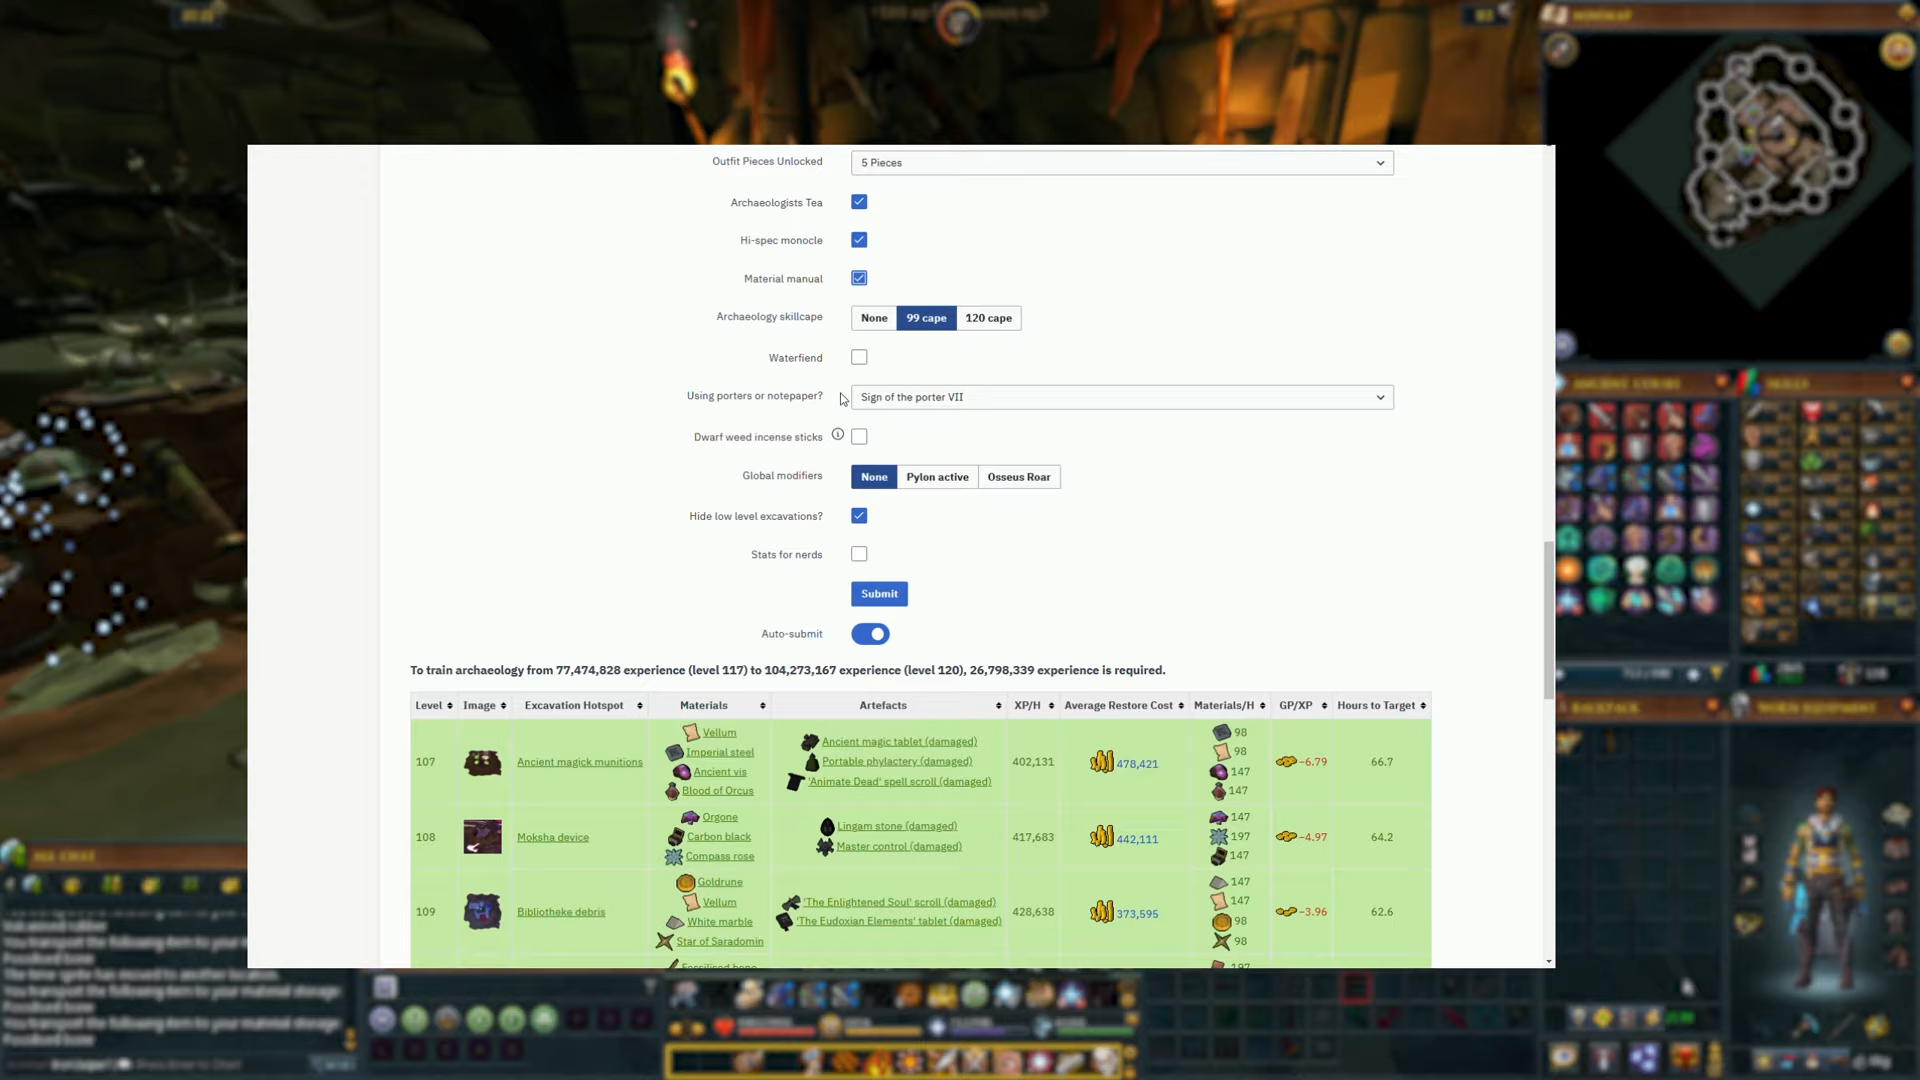 Outfit Pieces Unlocked 5 Pieces
Archaeologists Tea
Hi-spec monocle
Material manual
Archaeology skillcape None 99 cape 120 cape
Waterfiend
Using porters or notepaper? Sign of the porter VII
Dwarf weed incense sticks
Global modifiers None Pylon active Osseus Roar
Hide low level excavations?
Stats for nerds
Submit
Auto-submit
To train archaeology from 77,474,828 experience (level 117) to 104,273,167 experience (level 120), 26,798,339 experience is required.
Level Image Excavation Hotspot Materials Artefacts XP/H Average Restore Cost Materials/H GP/XP Hours to Target
107 Ancient magick munitions
Vellum
Imperial steel
Ancient vis
Blood of Orcus
Ancient magic tablet (damaged)
Portable phylactery (damaged)
'Animate Dead' spell scroll (damaged)
402,131 478,421
98
98
147
147
-6.79 66.7
108 Moksha device
Orgone
Carbon black
Compass rose
Lingam stone (damaged)
Master control (damaged)
417,683 442,111
147
197
147
-4.97 64.2
109 Bibliotheke debris
Goldrune
Vellum
White marble
Star of Saradomin
'The Enlightened Soul' scroll (damaged)
'The Eudoxian Elements' tablet (damaged)
428,638 373,595
147
147
98
98
-3.96 62.6
Fossilised bone
197